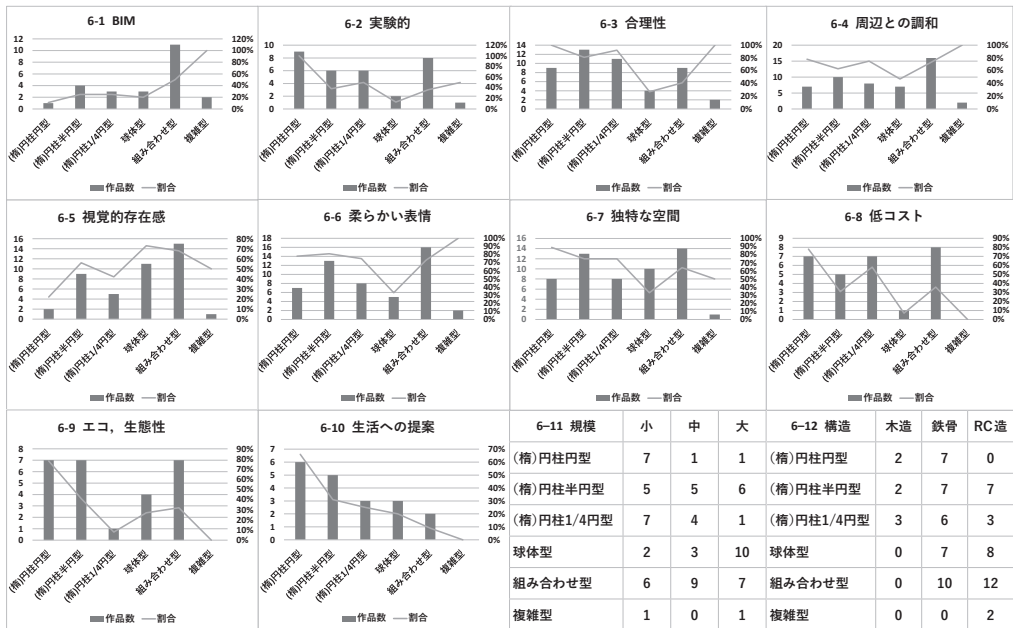 6-1 BIM
12
10
8
6
4
2
0
120%
100%
80%
60%
40%
20%
0%
(楕)円柱円型
(楕)円柱半円型
(楕)円柱1/4円型
球体型
組み合わせ型
複雑型
作品数 割合
6-2 実験的
10
8
6
4
2
0
120%
100%
80%
60%
40%
20%
0%
(楕)円柱円型
(楕)円柱半円型
(楕)円柱1/4円型
球体型
組み合わせ型
複雑型
作品数 割合
6-3 合理性
14
12
10
8
6
4
2
0
100%
80%
60%
40%
20%
0%
(楕)円柱円型
(楕)円柱半円型
(楕)円柱1/4円型
球体型
組み合わせ型
複雑型
作品数 割合
6-4 周辺との調和
20
15
10
5
0
100%
80%
60%
40%
20%
0%
(楕)円柱円型
(楕)円柱半円型
(楕)円柱1/4円型
球体型
組み合わせ型
複雑型
作品数 割合
6-5 視覚的存在感
16
14
12
10
8
6
4
2
0
80%
70%
60%
50%
40%
30%
20%
10%
0%
(楕)円柱円型
(楕)円柱半円型
(楕)円柱1/4円型
球体型
組み合わせ型
複雑型
作品数 割合
6-6 柔らかい表情
18
16
14
12
10
8
6
4
2
0
100%
90%
80%
70%
60%
50%
40%
30%
20%
10%
0%
(楕)円柱円型
(楕)円柱半円型
(楕)円柱1/4円型
球体型
組み合わせ型
複雑型
作品数 割合
6-7 独特な空間
16
14
12
10
8
6
4
2
0
100%
90%
80%
70%
60%
50%
40%
30%
20%
10%
0%
(楕)円柱円型
(楕)円柱半円型
(楕)円柱1/4円型
球体型
組み合わせ型
複雑型
作品数 割合
6-8 低コスト
9
8
7
6
5
4
3
2
1
0
90%
80%
70%
60%
50%
40%
30%
20%
10%
0%
(楕)円柱円型
(楕)円柱半円型
(楕)円柱1/4円型
球体型
組み合わせ型
複雑型
作品数 割合
6-9 エコ，生態性
8
7
6
5
4
3
2
1
0
90%
80%
70%
60%
50%
40%
30%
20%
10%
0%
(楕)円柱円型
(楕)円柱半円型
(楕)円柱1/4円型
球体型
組み合わせ型
複雑型
作品数 割合
6-10 生活への提案
7
6
5
4
3
2
1
0
70%
60%
50%
40%
30%
20%
10%
0%
(楕)円柱円型
(楕)円柱半円型
(楕)円柱1/4円型
球体型
組み合わせ型
複雑型
作品数 割合
6–11 規模 小 中 大
(楕)円柱円型 7 1 1
(楕)円柱半円型 5 5 6
(楕)円柱1/4円型 7 4 1
球体型 2 3 10
組み合わせ型 6 9 7
複雑型 1 0 1
6–12 構造 木造 鉄骨 RC造
(楕)円柱円型 2 7 0
(楕)円柱半円型 2 7 7
(楕)円柱1/4円型 3 6 3
球体型 0 7 8
組み合わせ型 0 10 12
複雑型 0 0 2